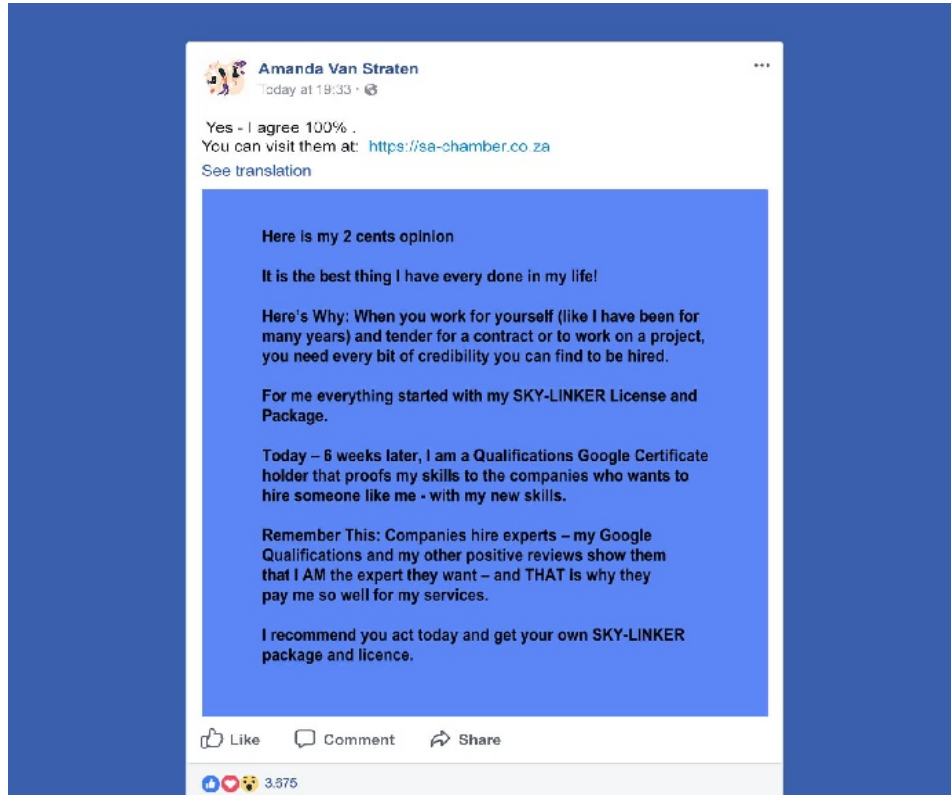 Amanda Van Straten
Today at 19:33
Yes - I agree 100% .
You can visit them at: https://sa-chamber.co.za
See translation
Here is my 2 cents opinion
It is the best thing I have every done in my life!
Here's Why: When you work for yourself (like I have been for
many years) and tender for a contract or to work on a project,
you need every bit of credibility you can find to be hired.
For me everything started with my SKY-LINKER License and
Package.
Today – 6 weeks later, I am a Qualifications Google Certificate
holder that proofs my skills to the companies who wants to
hire someone like me - with my new skills.
Remember This: Companies hire experts – my Google
Qualifications and my other positive reviews show them
that I AM the expert they want – and THAT is why they
pay me so well for my services.
I recommend you act today and get your own SKY-LINKER
package and licence.
Like Comment Share
3.675